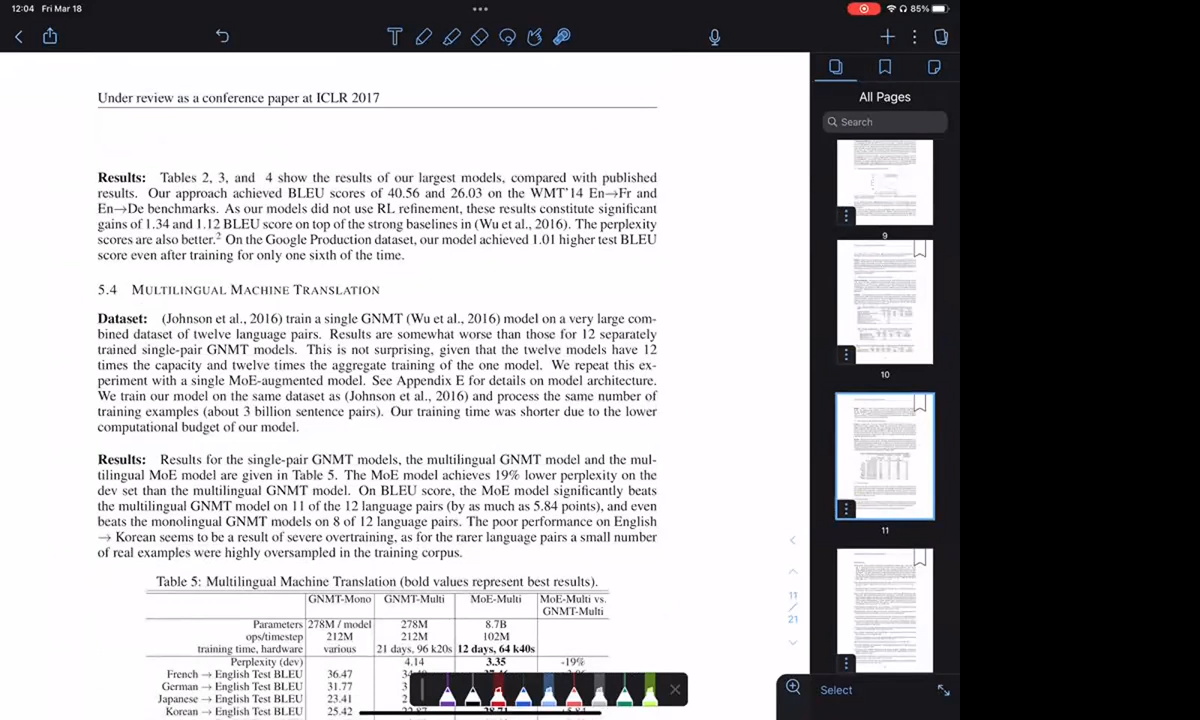 12:04 Fri Mar 18
85%
All Pages
Search
9
10
11
11
21
Select
Under review as a conference paper at ICLR 2017
Results: Tables 2, 3, and 4 show the results of our largest models, compared with published
results. Our approach achieved BLEU scores of 40.56 and 26.03 on the WMT'14 En→Fr and
En→De benchmarks. As our models did not use RL refinement, these results constitute significant
gains of 1.34 and 1.12 BLEU score on top of the strong baselines in (Wu et al., 2016). The perplexity
scores are also better.2 On the Google Production dataset, our model achieved 1.01 higher test BLEU
score even after training for only one sixth of the time.
5.4 MULTILINGUAL MACHINE TRANSLATION
Dataset: (Johnson et al., 2016) train a single GNMT (Wu et al., 2016) model on a very large com-
bined dataset of twelve language pairs. Results are somewhat worse than those for 12 separately
trained single-pair GNMT models. This is not surprising, given that the twelve models have 12
times the capacity and twelve times the aggregate training of the one model. We repeat this ex-
periment with a single MoE-augmented model. See Appendix E for details on model architecture.
We train our model on the same dataset as (Johnson et al., 2016) and process the same number of
training examples (about 3 billion sentence pairs). Our training time was shorter due to the lower
computational budget of our model.
Results: Results for the single-pair GNMT models, the multilingual GNMT model and the mul-
tilingual MoE model are given in Table 5. The MoE model achieves 19% lower perplexity on the
dev set than the multilingual GNMT model. On BLEU score, the MoE model significantly beats
the multilingual GNMT model on 11 of the 12 language pairs (by as much as 5.84 points), and even
beats the monolingual GNMT models on 8 of 12 language pairs. The poor performance on English
→ Korean seems to be a result of severe overtraining, as for the rarer language pairs a small number
of real examples were highly oversampled in the training corpus.
Table 5: Multilingual Machine Translation (bold values represent best results).
GNMT-Mono GNMT-Multi MoE-Multi MoE-Multi vs.
GNMT-Multi
Parameters 278M / model 278M 8.7B
ops/timestep 212M 212M 102M
training time, hardware various 21 days, 96 k20s 12 days, 64 k40s
Perplexity (dev) 4.14 3.35 -19%
French → English Test BLEU 36.47
German → English Test BLEU 31.77
Japanese → English Test BLEU 23.41
Korean → English Test BLEU 25.42